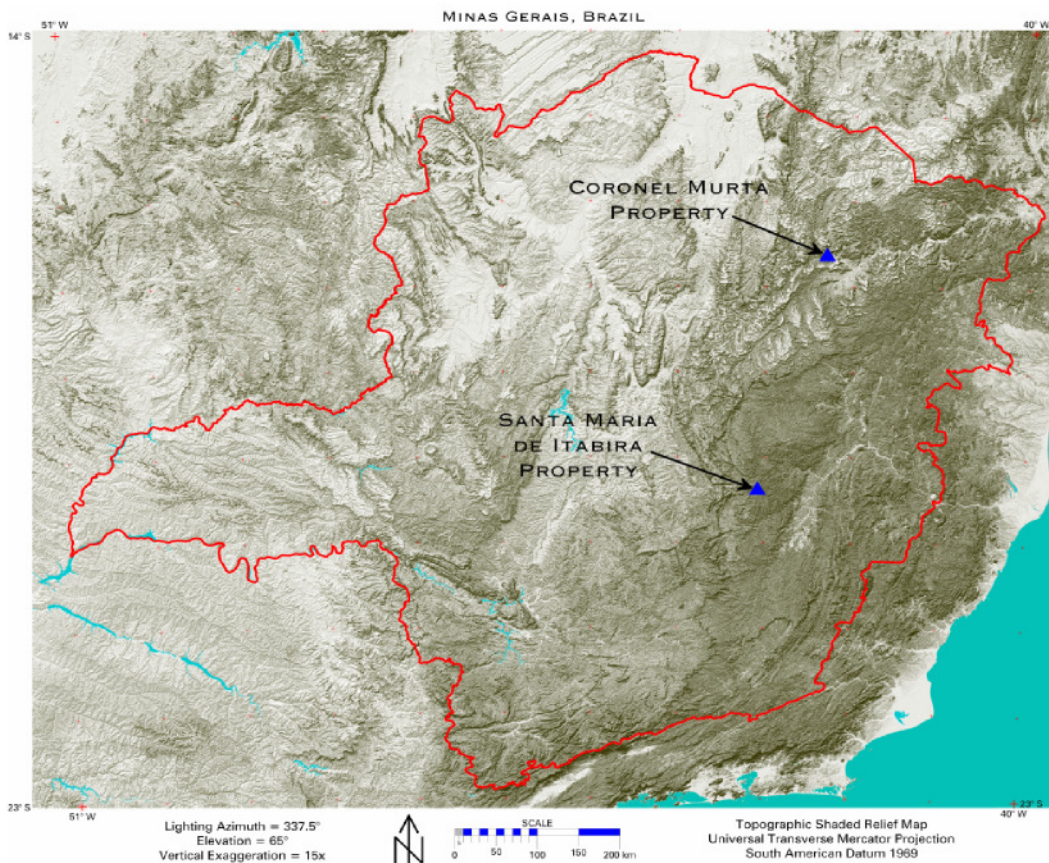 MINAS GERAIS, BRAZIL
51° W
40° W
14° S
CORONEL MURTA
PROPERTY
SANTA MARIA
DE ITABIRA
PROPERTY
23° S
23° S
51° W
40° W
Lighting Azimuth = 337.5°
Elevation = 65°
Vertical Exaggeration = 15x
N
SCALE
0 50 100 150 200 km
Topographic Shaded Relief Map
Universal Transverse Mercator Projection
South American Datum 1969